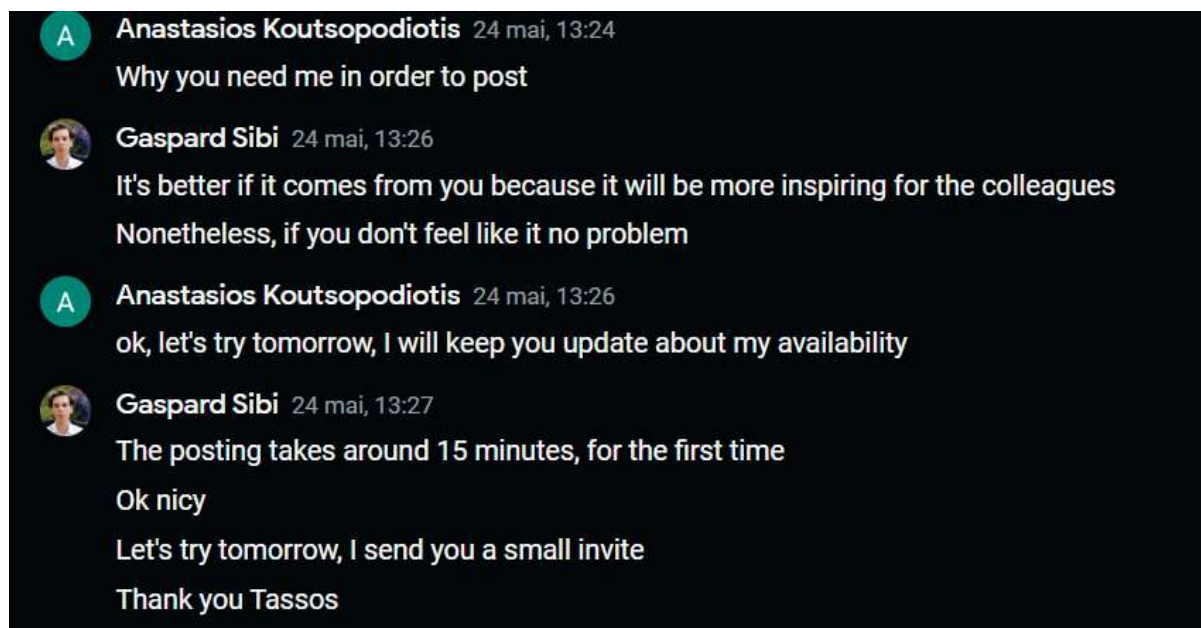 A
Anastasios Koutsopodiotis 24 mai, 13:24
Why you need me in order to post
Gaspard Sibi 24 mai, 13:26
It's better if it comes from you because it will be more inspiring for the colleagues
Nonetheless, if you don't feel like it no problem
A
Anastasios Koutsopodiotis 24 mai, 13:26
ok, let's try tomorrow, I will keep you update about my availability
Gaspard Sibi 24 mai, 13:27
The posting takes around 15 minutes, for the first time
Ok nicy
Let's try tomorrow, I send you a small invite
Thank you Tassos